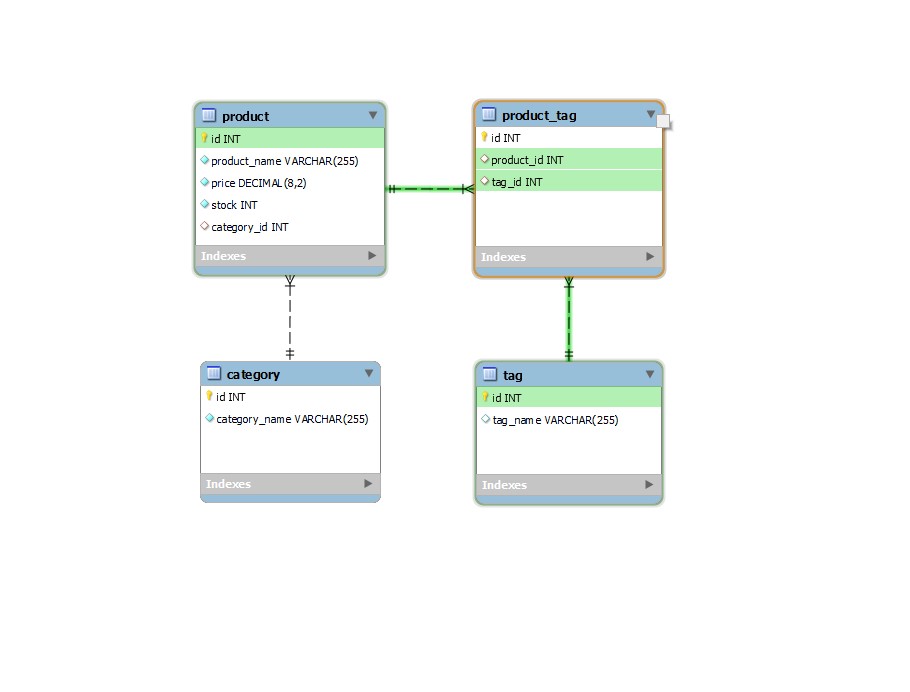 product
id INT
product_name VARCHAR(255)
price DECIMAL(8,2)
stock INT
category_id INT
Indexes
product_tag
id INT
product_id INT
tag_id INT
Indexes
category
id INT
category_name VARCHAR(255)
Indexes
tag
id INT
tag_name VARCHAR(255)
Indexes